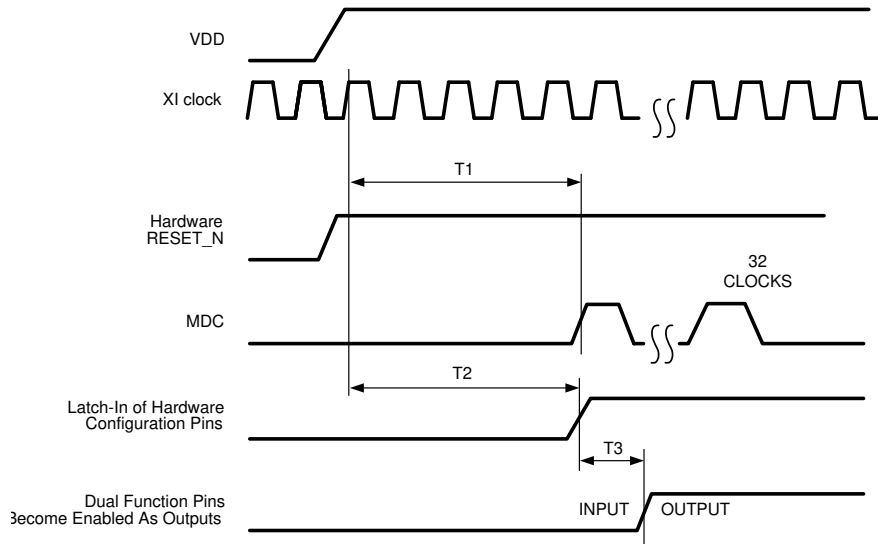 VDD
XI clock
T1
Hardware
RESET_N
32
CLOCKS
MDC
T2
Latch-In of Hardware
Configuration Pins
T3
Dual Function Pins
Become Enabled As Outputs
INPUT
OUTPUT